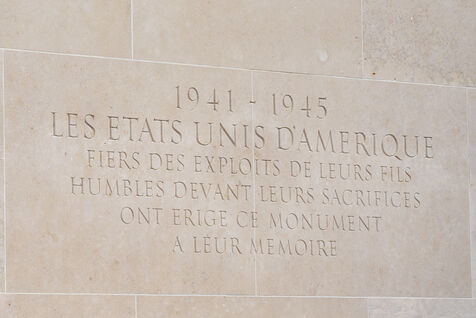 1941 - 1945
LES ETATS UNIS D'AMERIQUE
FIERS DES EXPLOITS DE LEURS FILS
HUMBLES DEVANT LEURS SACRIFICES
ONT ERIGE CE MONUMENT
A LEUR MEMOIRE